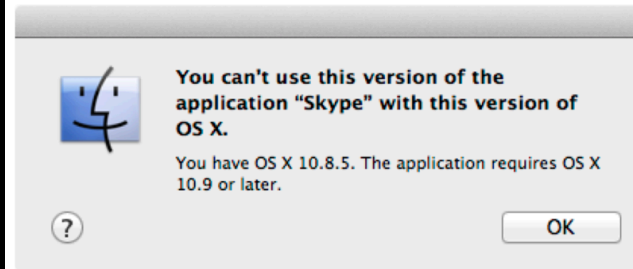 You can't use this version of the
application “Skype” with this version of
OS X.
You have OS X 10.8.5. The application requires OS X
10.9 or later.
?
OK